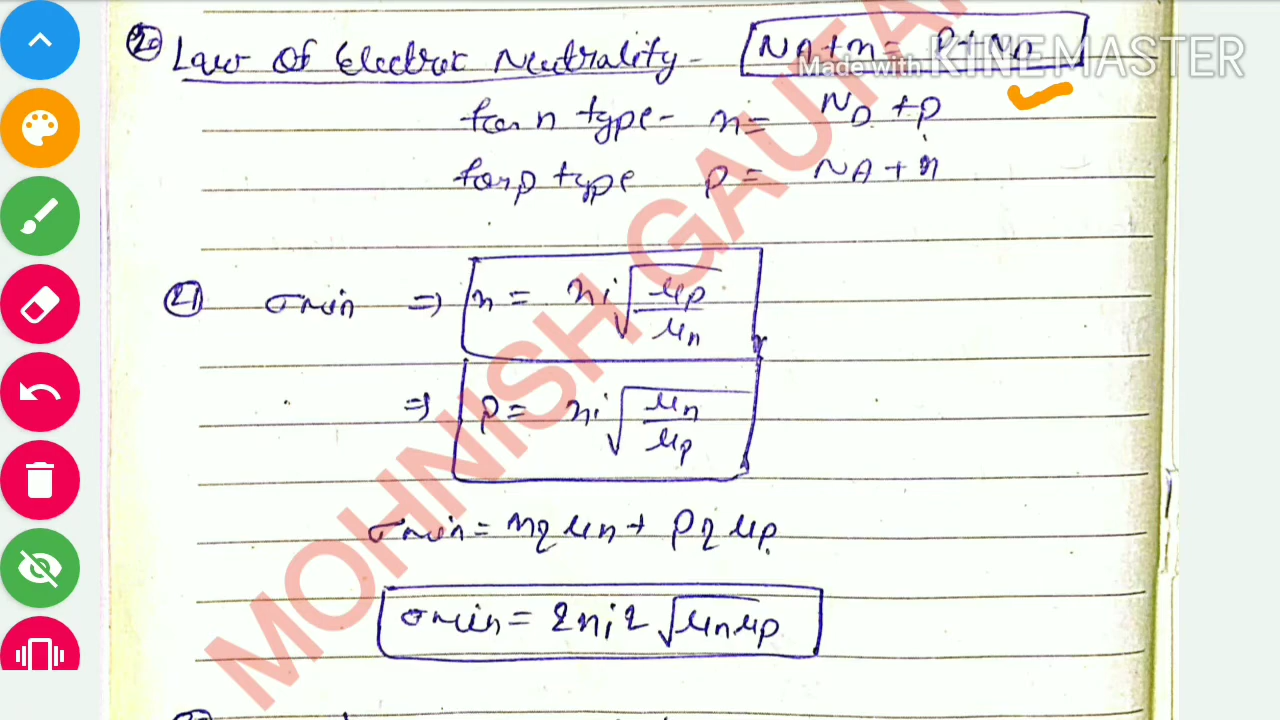 20 Law of Electric Neutrality - NA + n = P + ND
Made with KINEMASTER
for n type - n = ND + P
for p type P = NA + n
21 σmin ⇒ n = ni √(μp/μn)
⇒ p = ni √(μn/μp)
σmin = nqμn + pqμp
σmin = 2niq √μnμp
MOHNISH GAUTAM